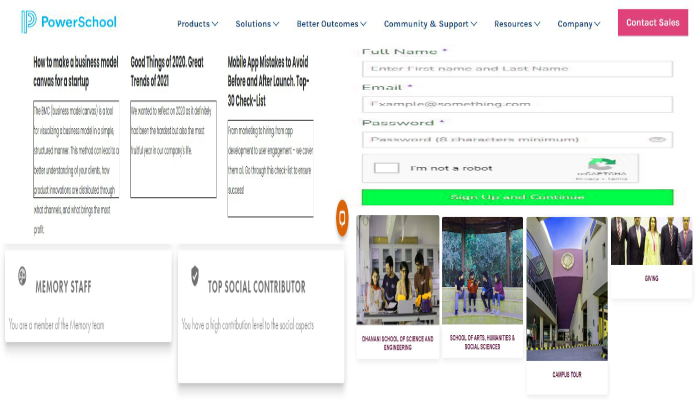 PowerSchool
Products
Solutions
Better Outcomes
Community & Support
Resources
Company
Contact Sales
How to make a business model
canvas for a startup
The BMC (business model canvas) is a tool
for visualizing a business model in a simple,
structured manner. This method can lead to a
better understanding of your clients, how
product innovations are distributed through
what channels, and what brings the most
profit.
Good Things of 2020. Great
Trends of 2021
We wanted to reflect on 2020 as it definitely
had been the hardest but also the most
fruitful year in our company's life.
Mobile App Mistakes to Avoid
Before and After Launch. Top-
30 Check-List
From marketing to hiring, from app
development to user engagement – we cover
them all. Go through this check-list to ensure
success!
Full Name *
Enter First name and Last Name
Email *
Example@something.com
Password *
Password (8 characters minimum)
I'm not a robot
reCAPTCHA
Privacy - Terms
Sign Up and Continue
MEMORY STAFF
You are a member of the Memory team
TOP SOCIAL CONTRIBUTOR
You have a high contribution level to the social aspects
DHANANI SCHOOL OF SCIENCE AND
ENGINEERING
SCHOOL OF ARTS, HUMANITIES &
SOCIAL SCIENCES
CAMPUS TOUR
GIVING